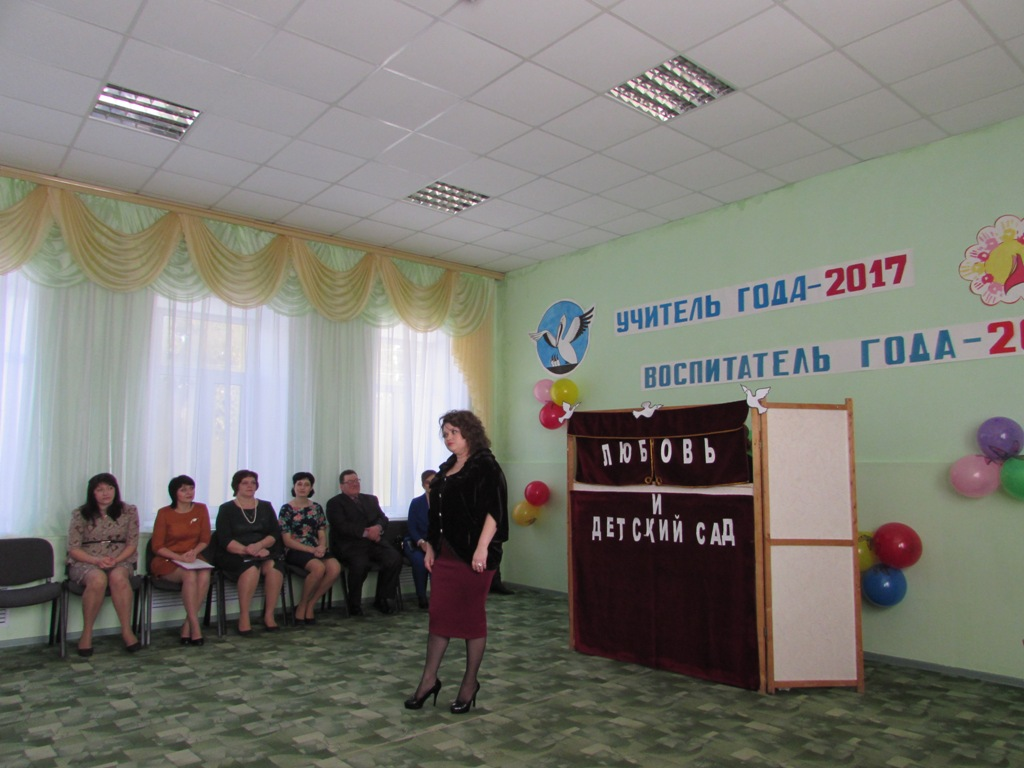 УЧИТЕЛЬ ГОДА-2017
ВОСПИТАТЕЛЬ ГОДА-20
ЛЮБОВЬ
И
ДЕТСКИЙ САД